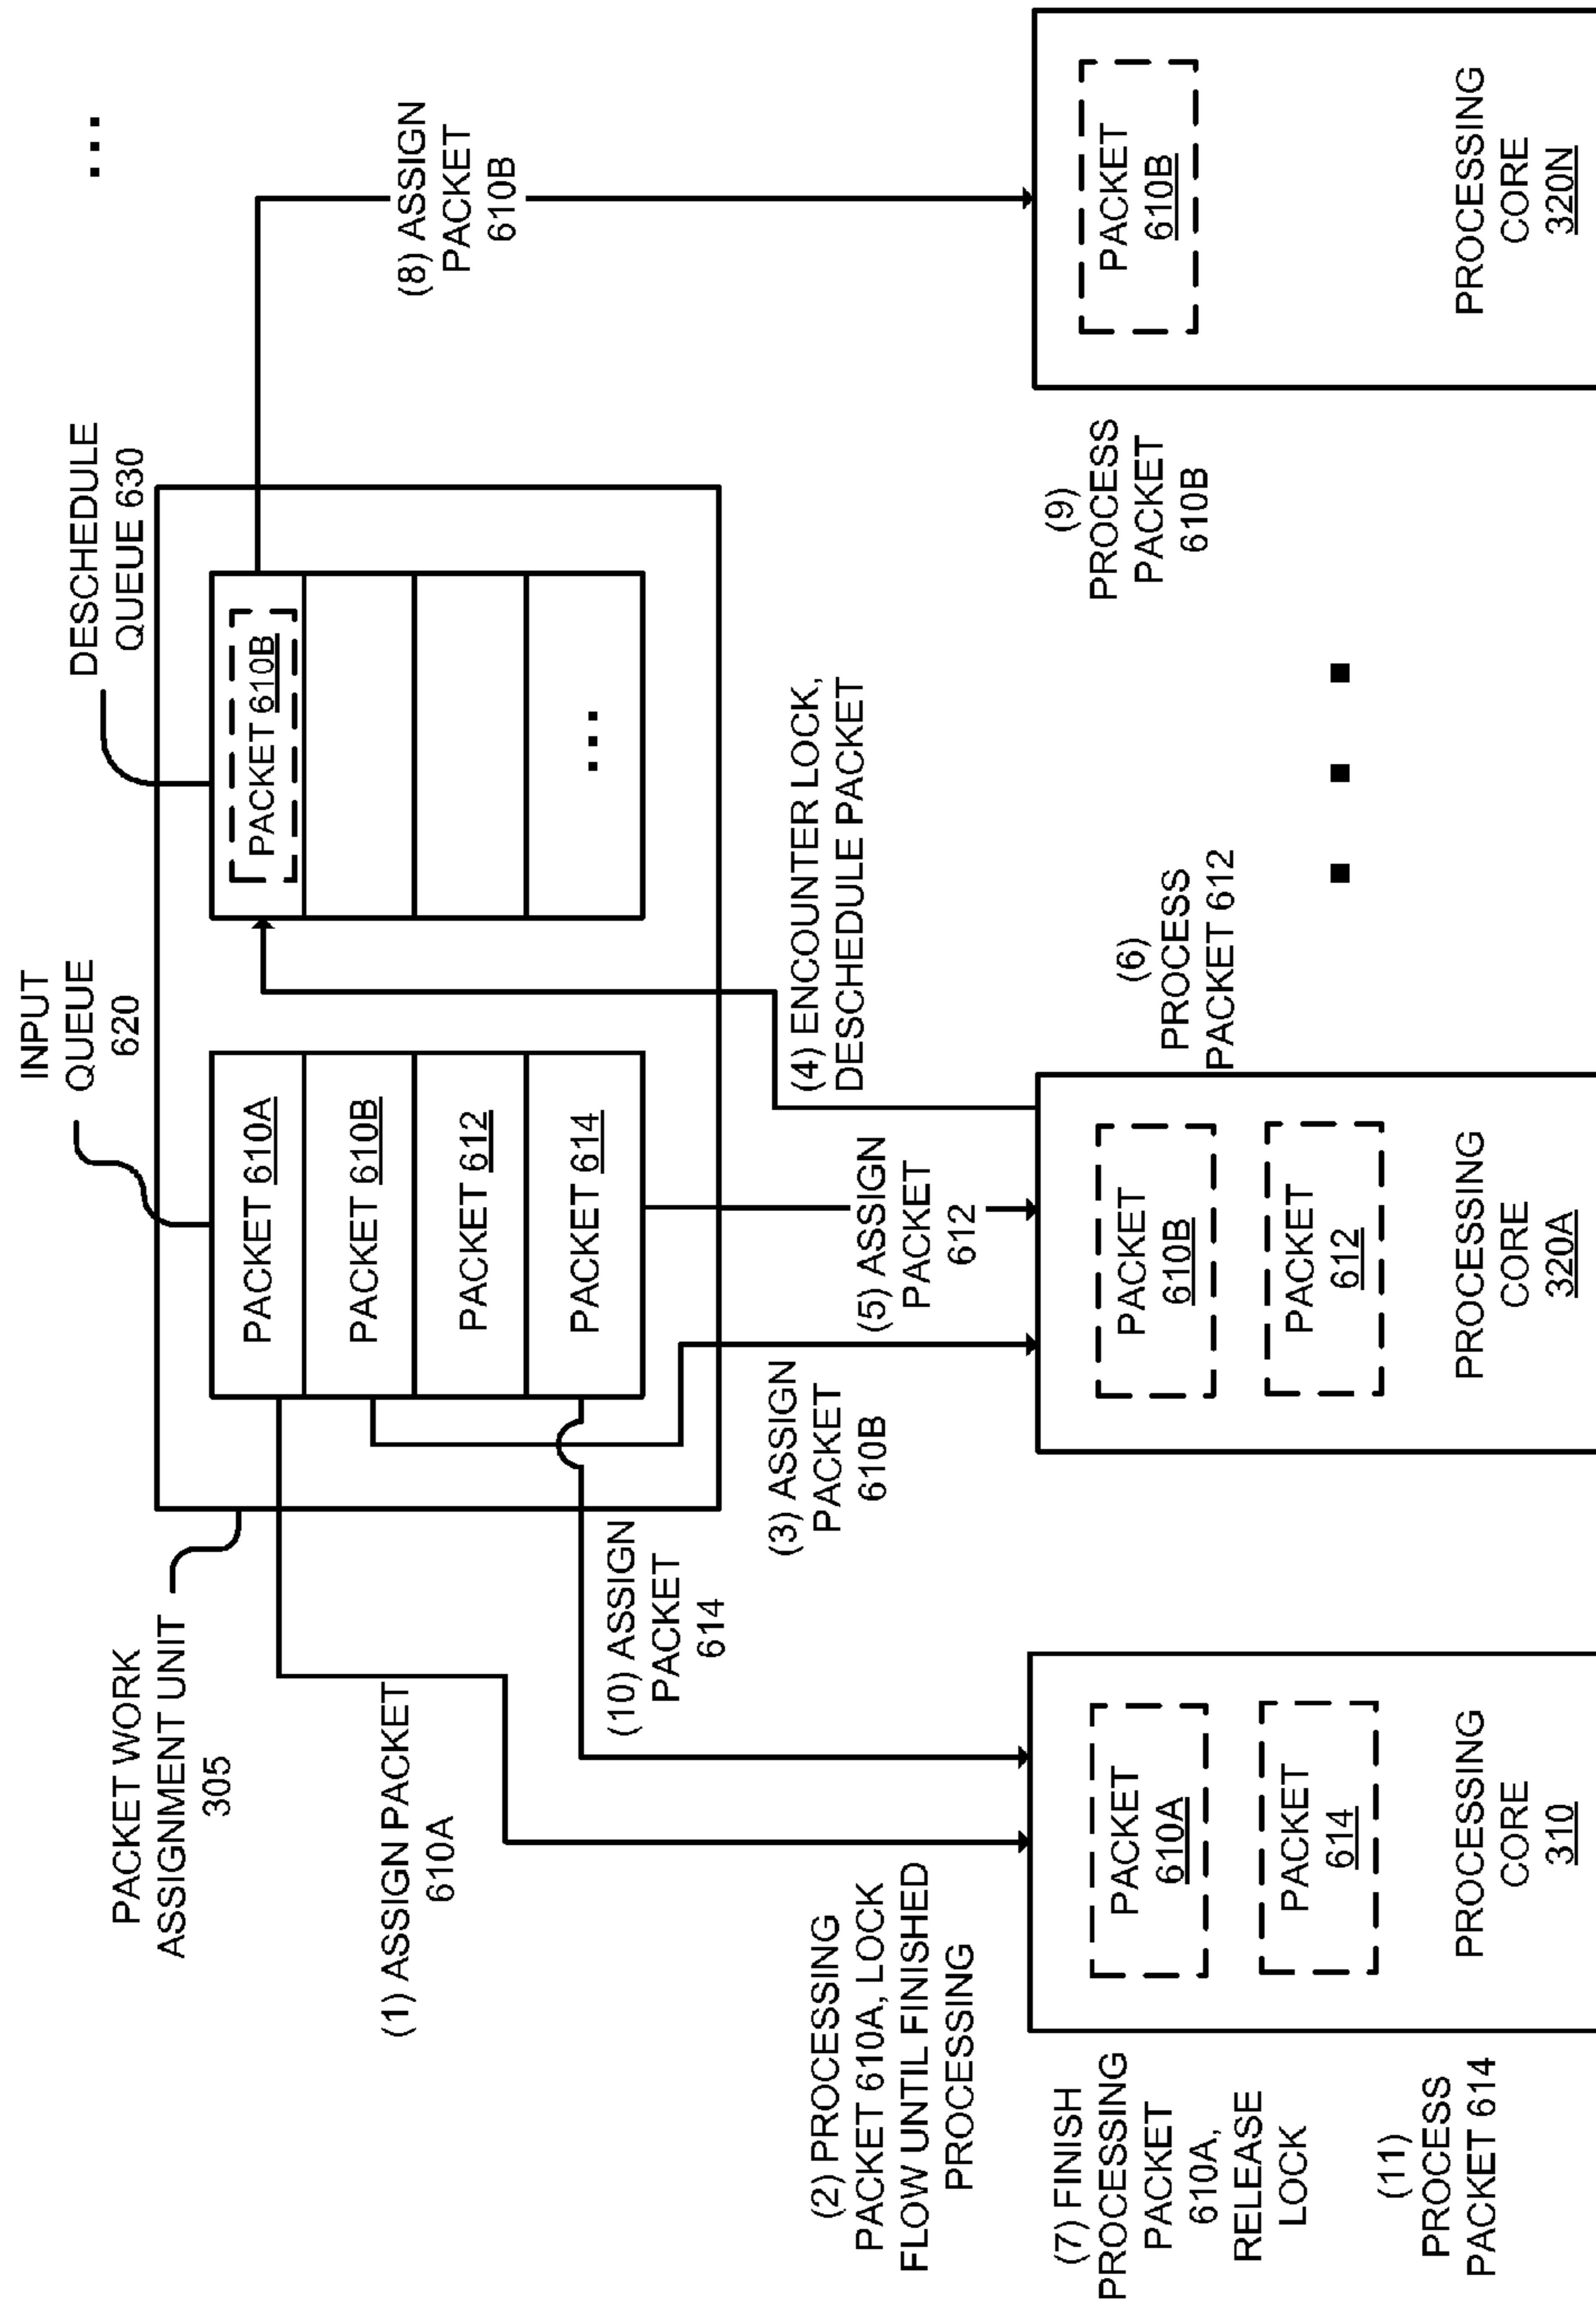 INPUT
QUEUE
620
DESCHEDULE
QUEUE 630
...
PACKET WORK
ASSIGNMENT UNIT
305
PACKET 610A
PACKET 610B
PACKET 612
PACKET 614
PACKET 610B
...
(1) ASSIGN PACKET
610A
(10) ASSIGN
PACKET
614
(3) ASSIGN
PACKET
610B
(5) ASSIGN
PACKET
612
(4) ENCOUNTER LOCK,
DESCHEDULE PACKET
(8) ASSIGN
PACKET
610B
(2) PROCESSING
PACKET 610A, LOCK
FLOW UNTIL FINISHED
PROCESSING
(7) FINISH
PROCESSING
PACKET
610A,
RELEASE
LOCK
(11)
PROCESS
PACKET 614
PACKET
610A
PACKET
614
PROCESSING
CORE
310
PACKET
610B
PACKET
612
PROCESSING
CORE
320A
(6)
PROCESS
PACKET 612
(9)
PROCESS
PACKET
610B
PACKET
610B
PROCESSING
CORE
320N